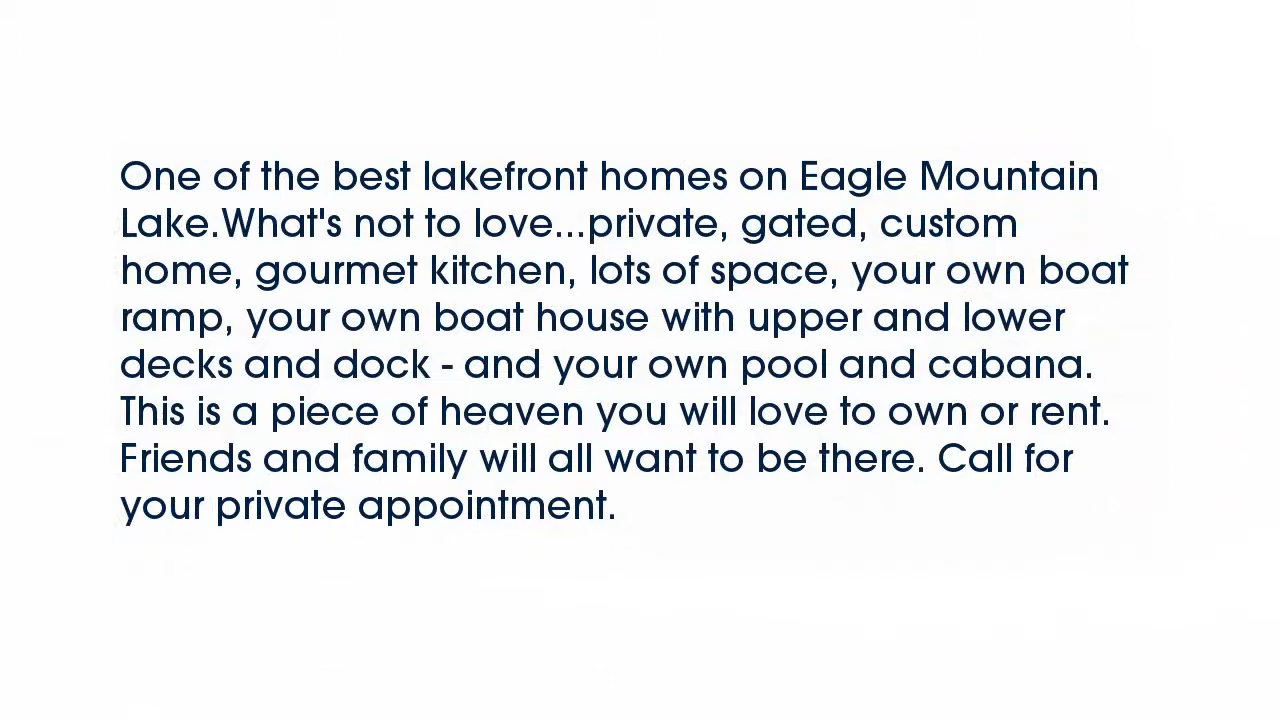 One of the best lakefront homes on Eagle Mountain
Lake.What's not to love...private, gated, custom
home, gourmet kitchen, lots of space, your own boat
ramp, your own boat house with upper and lower
decks and dock - and your own pool and cabana.
This is a piece of heaven you will love to own or rent.
Friends and family will all want to be there. Call for
your private appointment.